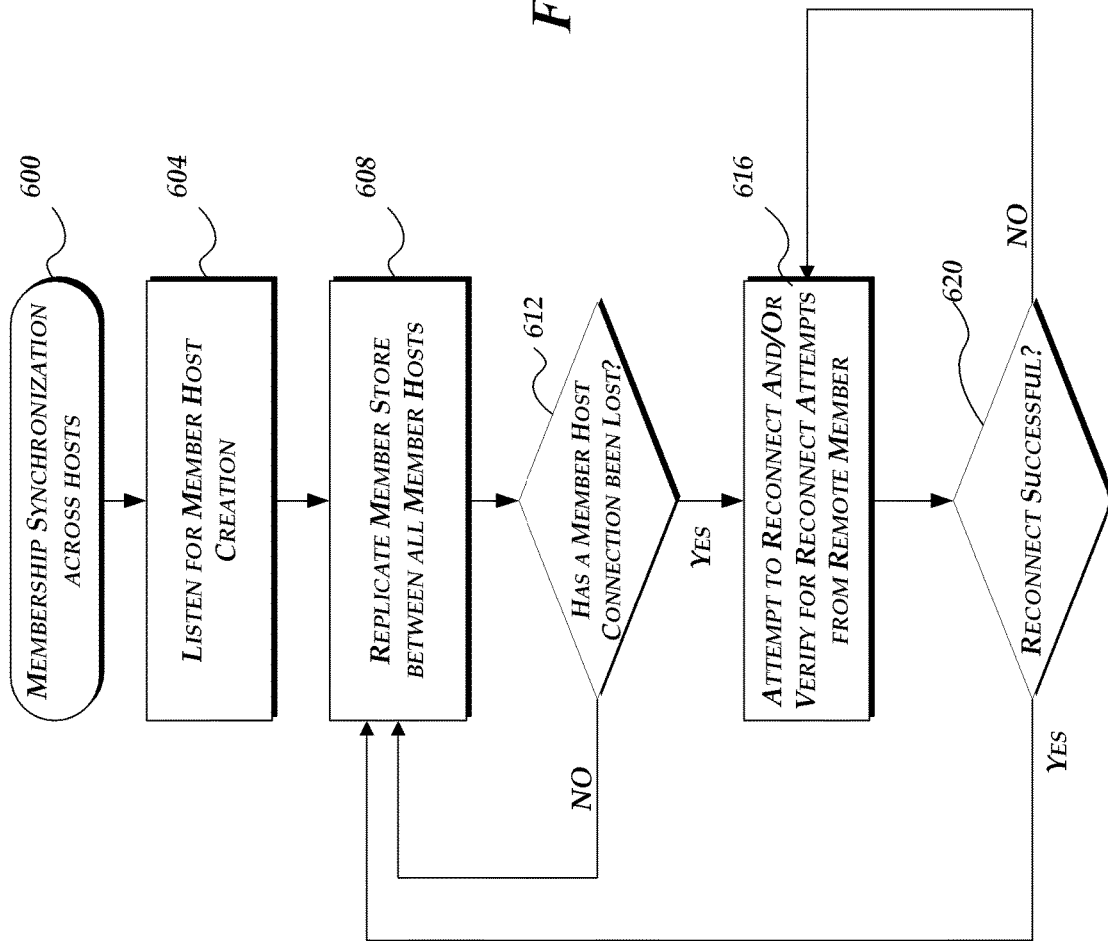 MEMBERSHIP SYNCHRONIZATION
ACROSS HOSTS
600
LISTEN FOR MEMBER HOST
CREATION
604
REPLICATE MEMBER STORE
BETWEEN ALL MEMBER HOSTS
608
HAS A MEMBER HOST
CONNECTION BEEN LOST?
612
NO
YES
ATTEMPT TO RECONNECT AND/OR
VERIFY FOR RECONNECT ATTEMPTS
FROM REMOTE MEMBER
616
RECONNECT SUCCESSFUL?
620
NO
YES
F